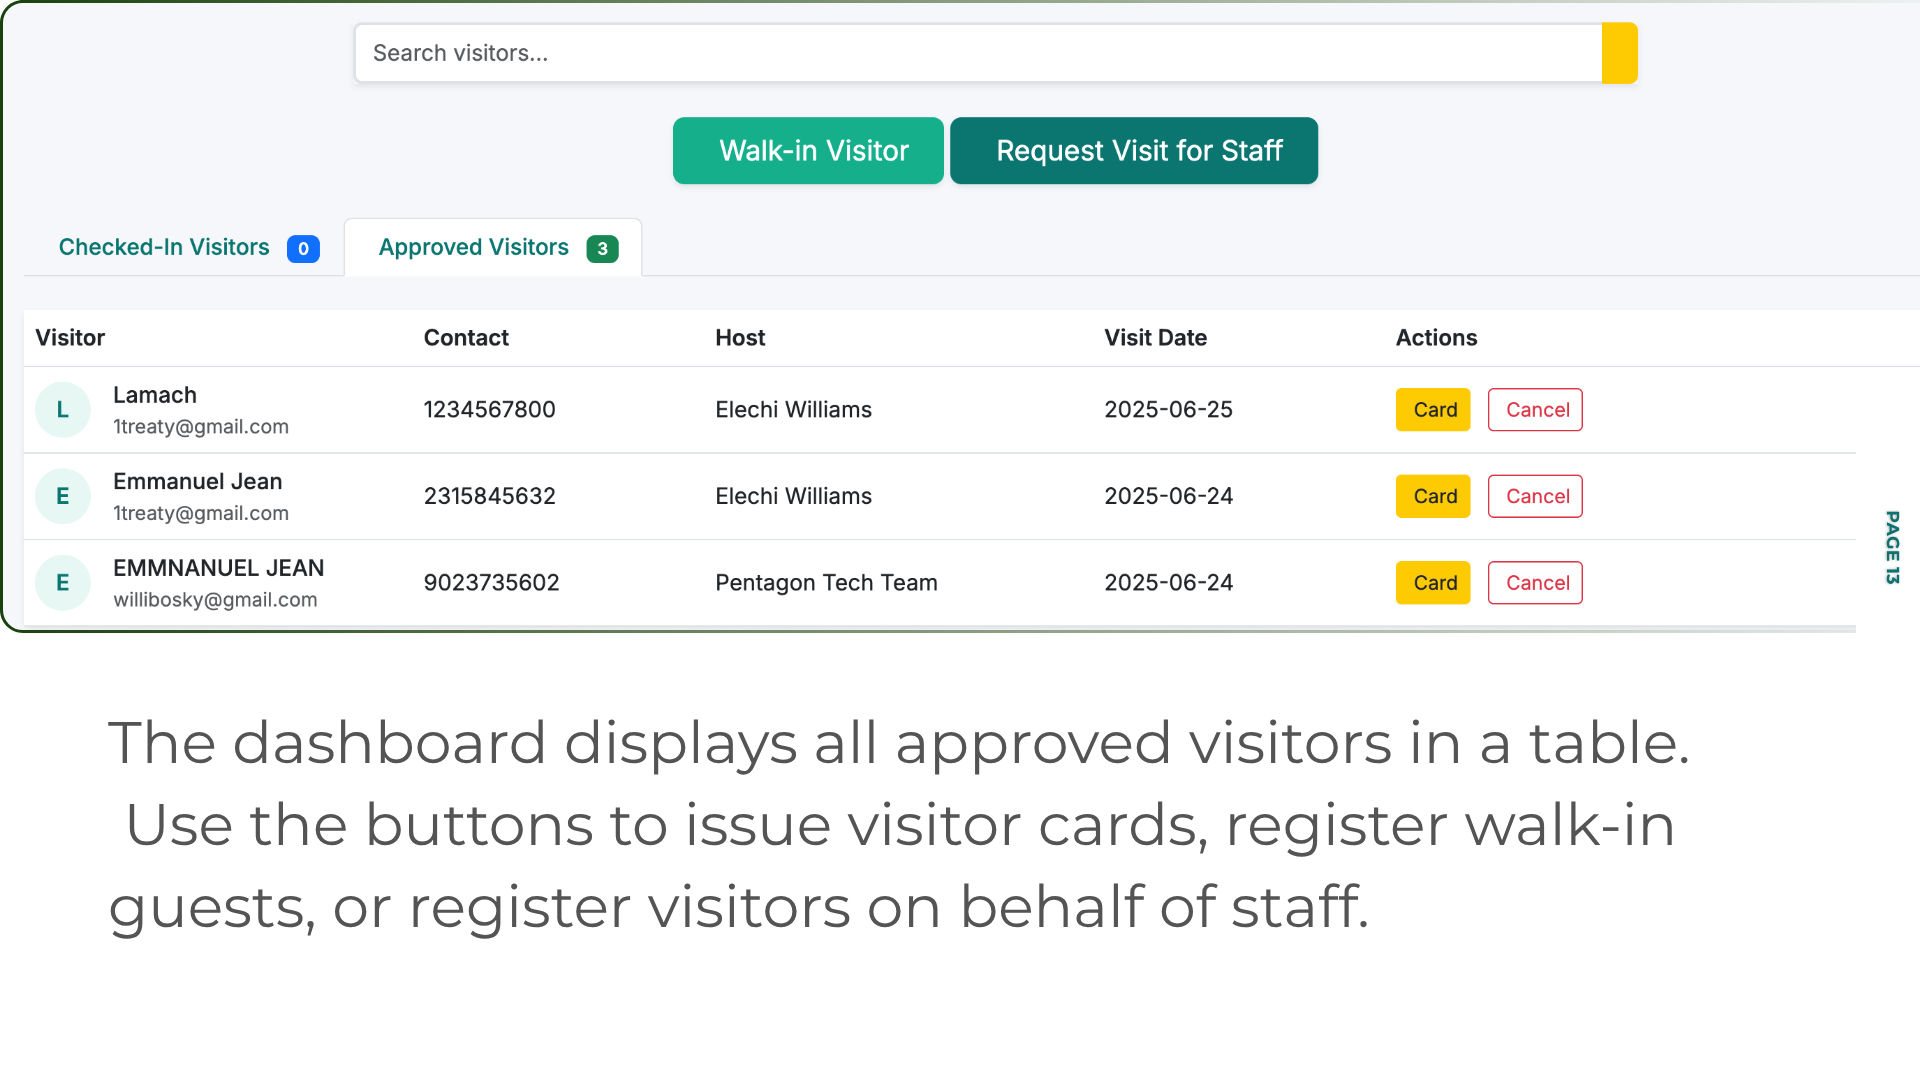 Search visitors...
Walk-in Visitor Request Visit for Staff
Checked-In Visitors 0 Approved Visitors 3
Visitor Contact Host Visit Date Actions
L Lamach 1234567800 Elechi Williams 2025-06-25 Card Cancel
1treaty@gmail.com
E Emmanuel Jean 2315845632 Elechi Williams 2025-06-24 Card Cancel
1treaty@gmail.com
E EMMNANUEL JEAN 9023735602 Pentagon Tech Team 2025-06-24 Card Cancel
willibosky@gmail.com
PAGE 13
The dashboard displays all approved visitors in a table.
Use the buttons to issue visitor cards, register walk-in
guests, or register visitors on behalf of staff.